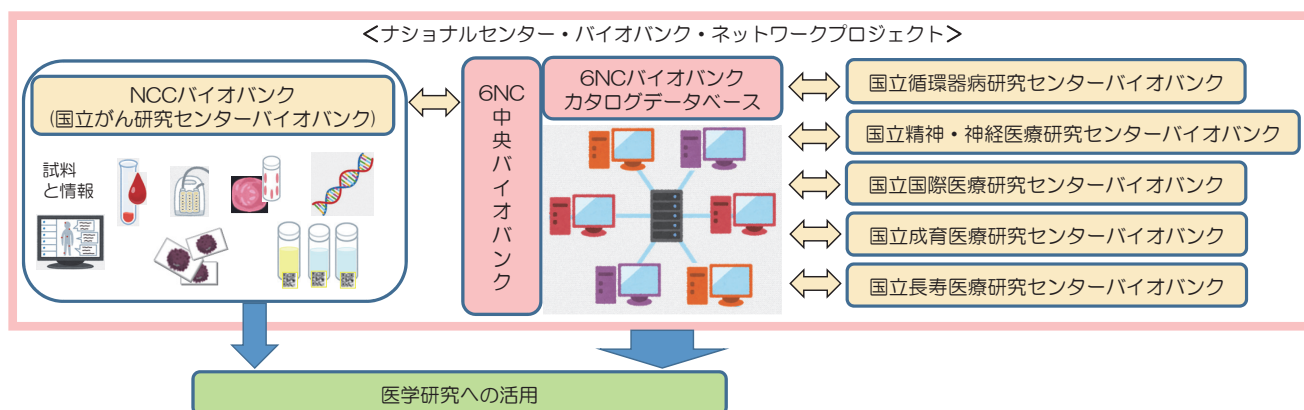 ＜ナショナルセンター・バイオバンク・ネットワークプロジェクト＞
NCCバイオバンク
(国立がん研究センターバイオバンク)
試料
と情報
6NC中央バイオバンク
6NCバイオバンク
カタログデータベース
国立循環器病研究センターバイオバンク
国立精神・神経医療研究センターバイオバンク
国立国際医療研究センターバイオバンク
国立成育医療研究センターバイオバンク
国立長寿医療研究センターバイオバンク
医学研究への活用